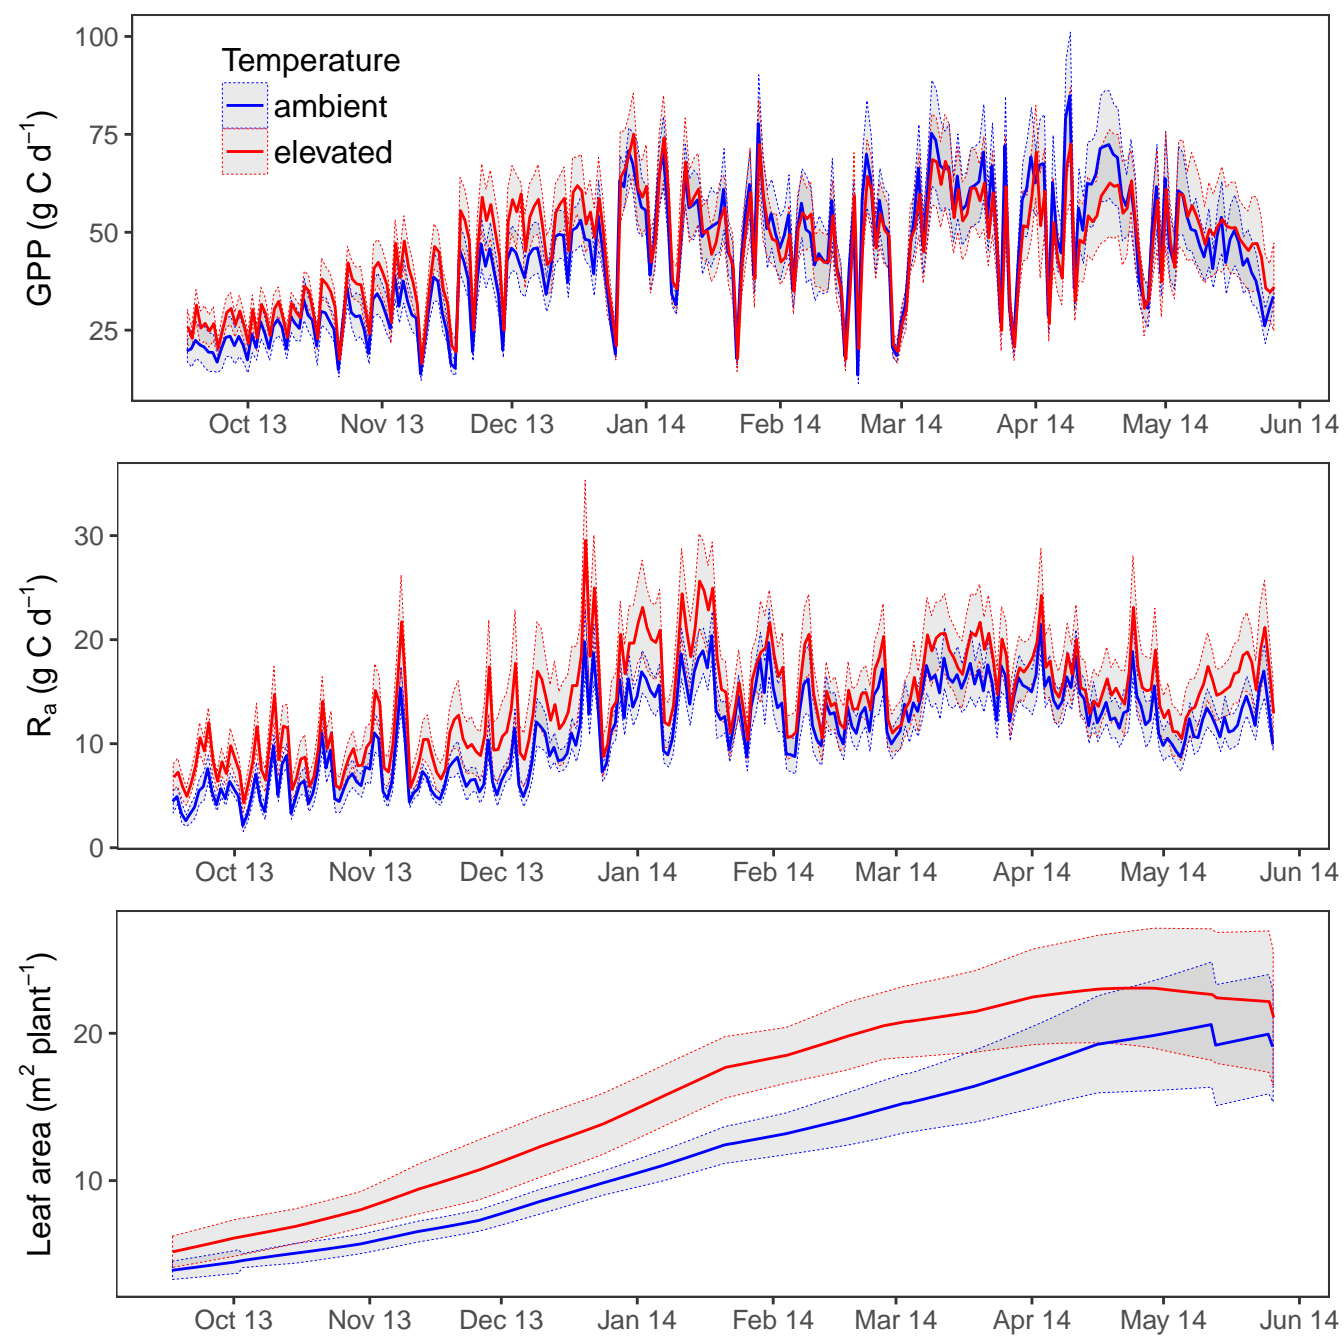 100
75
50
25
GPP (g C d⁻¹)
Temperature
ambient
elevated
Oct 13 Nov 13 Dec 13 Jan 14 Feb 14 Mar 14 Apr 14 May 14 Jun 14
30
20
10
0
Rₐ (g C d⁻¹)
Oct 13 Nov 13 Dec 13 Jan 14 Feb 14 Mar 14 Apr 14 May 14 Jun 14
20
10
Leaf area (m² plant⁻¹)
Oct 13 Nov 13 Dec 13 Jan 14 Feb 14 Mar 14 Apr 14 May 14 Jun 14